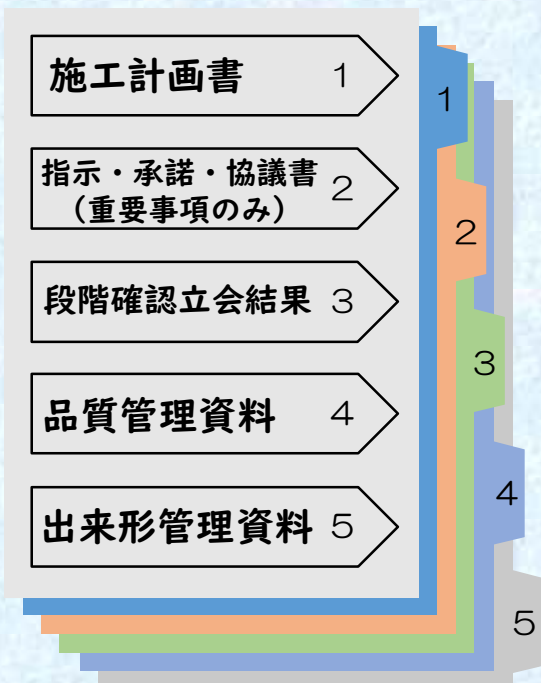 施工計画書 1
指示・承諾・協議書 2
(重要事項のみ)
段階確認立会結果 3
品質管理資料 4
出来形管理資料 5
1
2
3
4
5